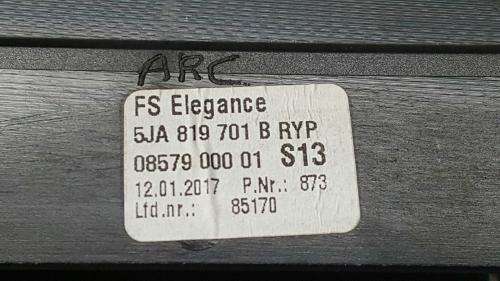 ARC
FS Elegance
5JA 819 701 B RYP
08579 000 01 S13
12.01.2017 P.Nr.: 873
Lfd.nr.: 85170